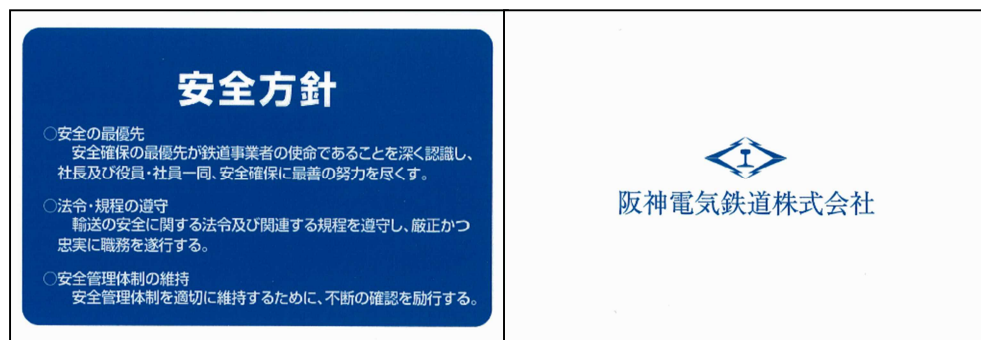 安全方針
○安全の最優先
安全確保の最優先が鉄道事業者の使命であることを深く認識し、
社長及び役員・社員一同、安全確保に最善の努力を尽くす。
○法令・規程の遵守
輸送の安全に関する法令及び関連する規程を遵守し、厳正かつ
忠実に職務を遂行する。
○安全管理体制の維持
安全管理体制を適切に維持するために、不断の確認を励行する。
阪神電気鉄道株式会社